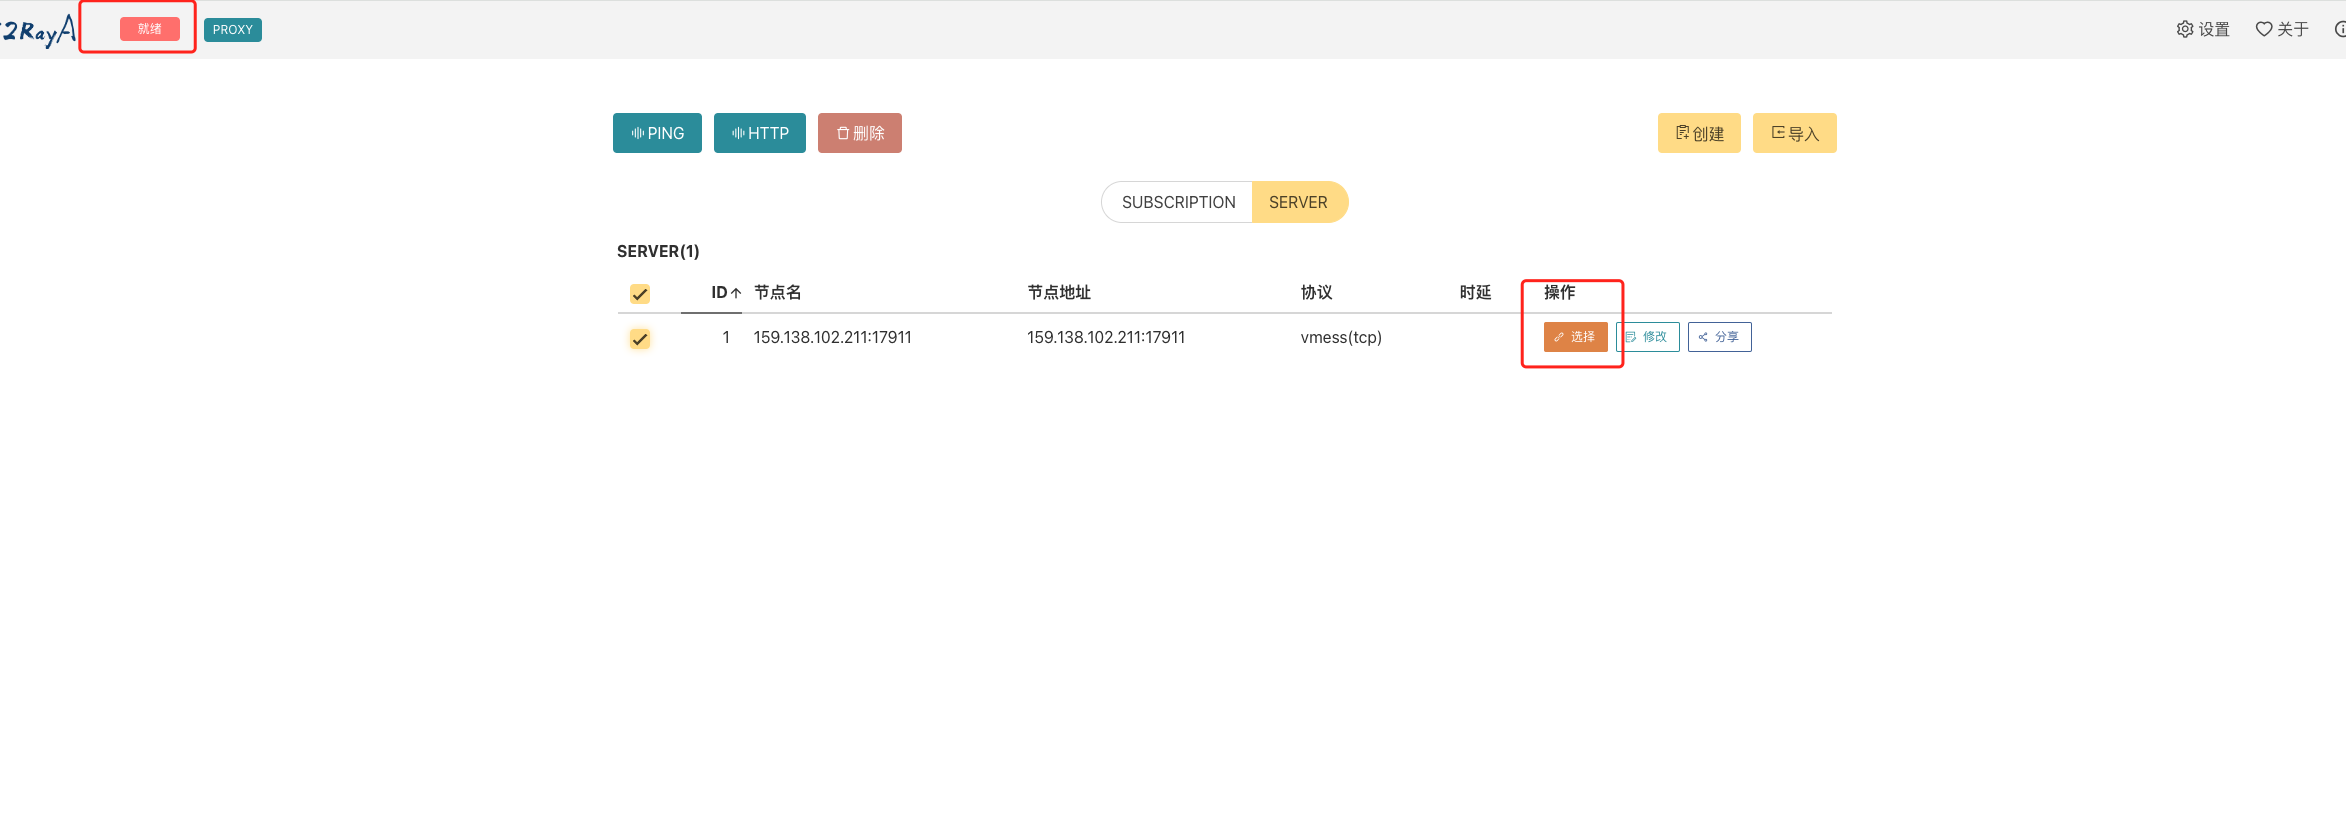 2RayA 就绪 PROXY 设置 关于
PING HTTP 删除 创建 导入
SUBSCRIPTION SERVER
SERVER(1)
ID 节点名 节点地址 协议 时延 操作
1 159.138.102.211:17911 159.138.102.211:17911 vmess(tcp) 选择 修改 分享